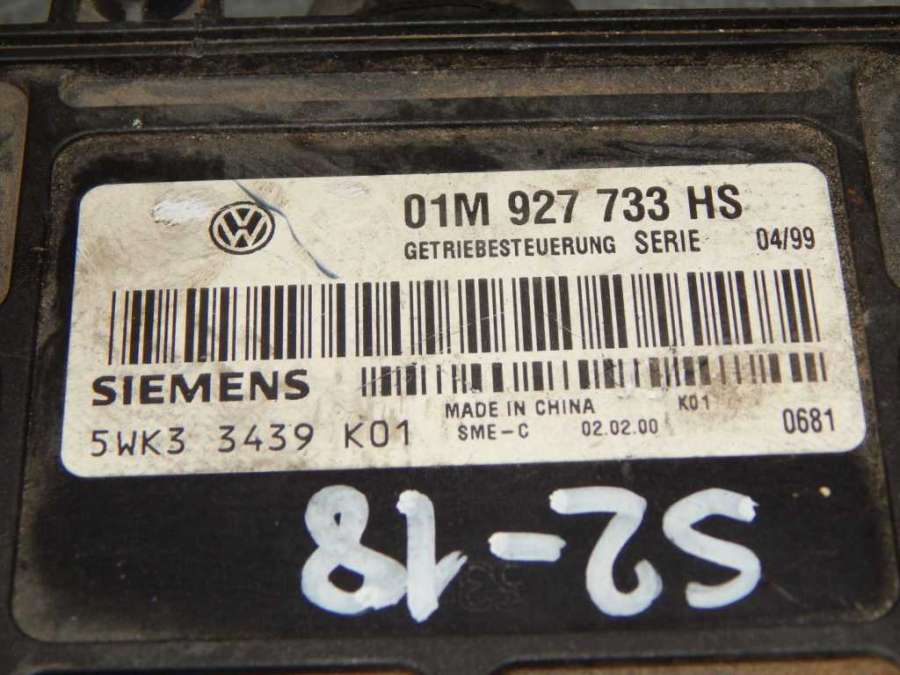 01M 927 733 HS
GETRIEBESTEUERUNG SERIE 04/99
SIEMENS
MADE IN CHINA K01
5WK3 3439 K01 SME-C 02.02.00 0681
52-18